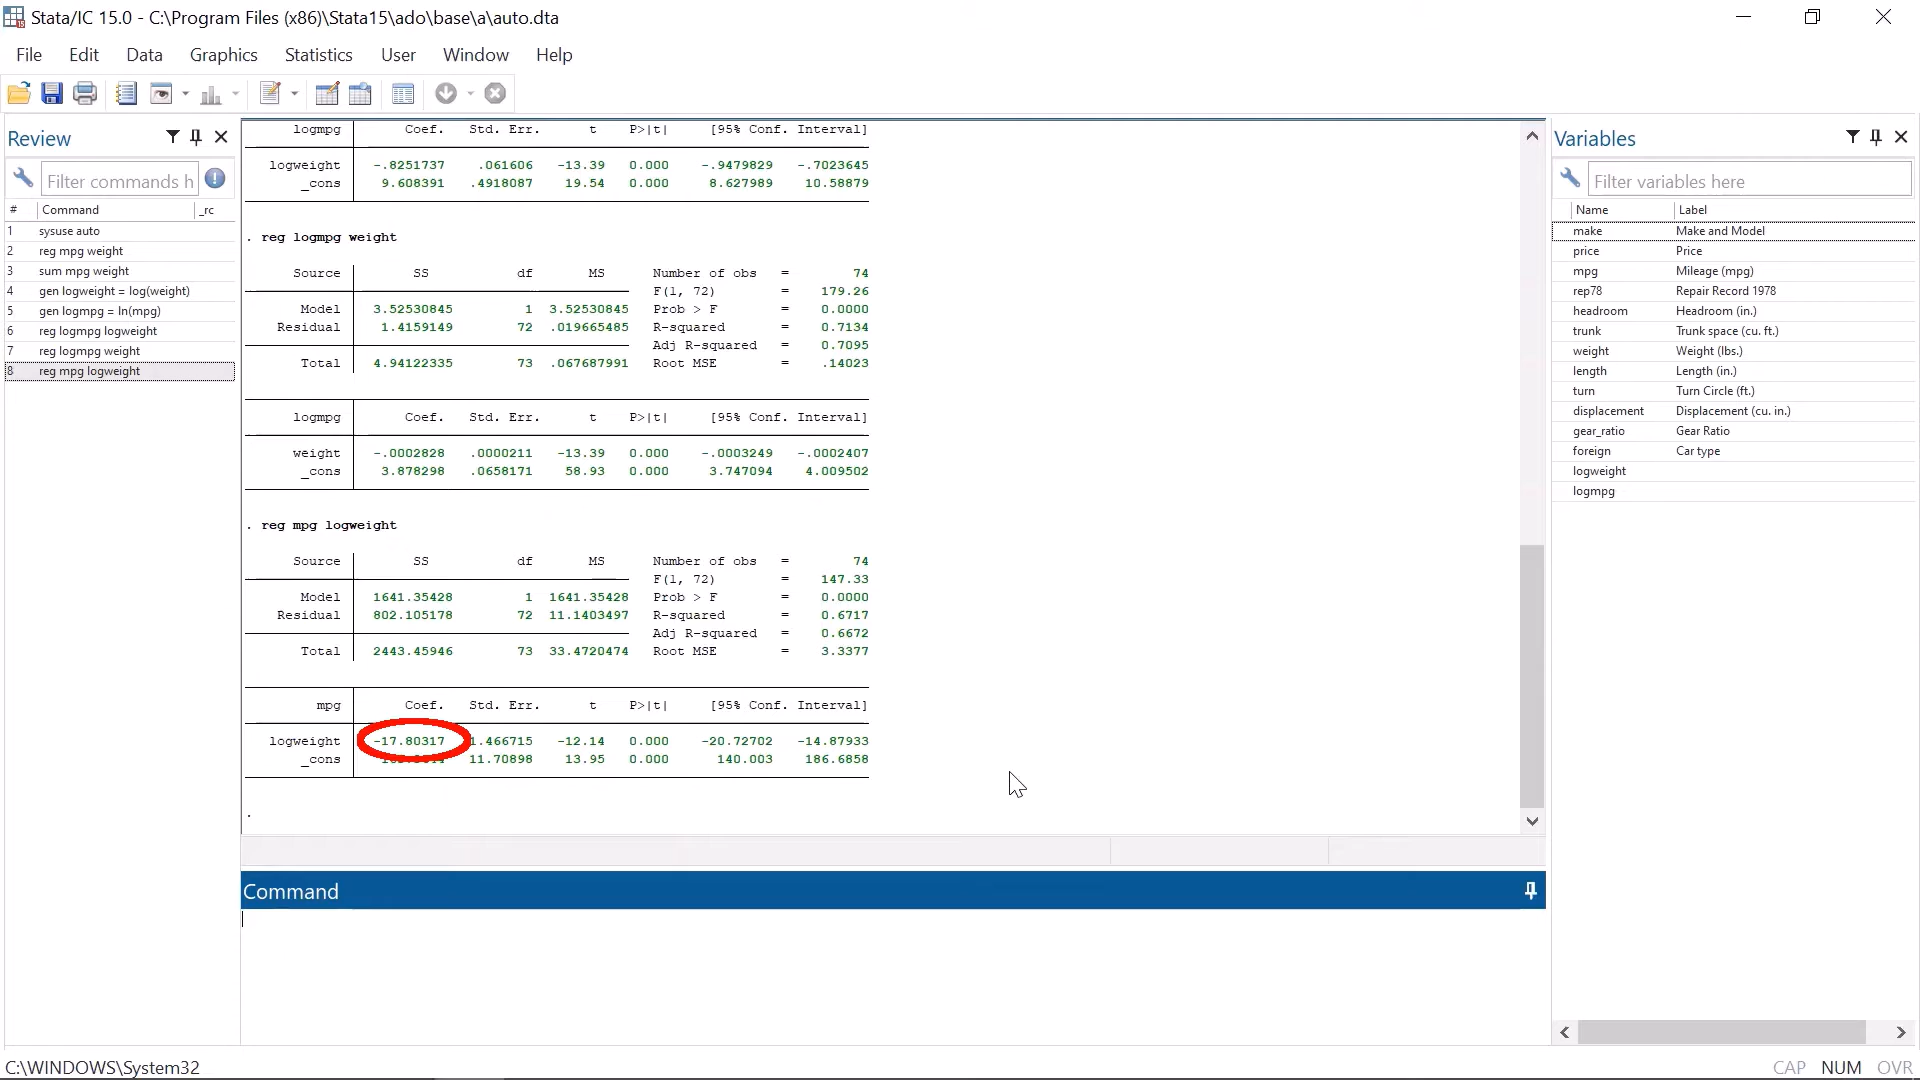 Stata/IC 15.0 - C:\Program Files (x86)\Stata15\ado\base\a\auto.dta
File Edit Data Graphics Statistics User Window Help
Review
Filter commands h
# Command _rc
1 sysuse auto
2 reg mpg weight
3 sum mpg weight
4 gen logweight = log(weight)
5 gen logmpg = ln(mpg)
6 reg logmpg logweight
7 reg logmpg weight
8 reg mpg logweight
logmpg Coef. Std. Err. t P>|t| [95% Conf. Interval]
logweight -.8251737 .061606 -13.39 0.000 -.9479829 -.7023645
_cons 9.608391 .4918087 19.54 0.000 8.627989 10.58879
. reg logmpg weight
Source SS df MS Number of obs = 74
F(1, 72) = 179.26
Model 3.52530845 1 3.52530845 Prob > F = 0.0000
Residual 1.4159149 72 .019665485 R-squared = 0.7134
Adj R-squared = 0.7095
Total 4.94122335 73 .067687991 Root MSE = .14023
logmpg Coef. Std. Err. t P>|t| [95% Conf. Interval]
weight -.0002828 .0000211 -13.39 0.000 -.0003249 -.0002407
_cons 3.878298 .0658171 58.93 0.000 3.747094 4.009502
. reg mpg logweight
Source SS df MS Number of obs = 74
F(1, 72) = 147.33
Model 1641.35428 1 1641.35428 Prob > F = 0.0000
Residual 802.105178 72 11.1403497 R-squared = 0.6717
Adj R-squared = 0.6672
Total 2443.45946 73 33.4720474 Root MSE = 3.3377
mpg Coef. Std. Err. t P>|t| [95% Conf. Interval]
logweight -17.80317 1.466715 -12.14 0.000 -20.72702 -14.87933
_cons 11.70898 13.95 0.000 140.003 186.6858
.
Command
Variables
Filter variables here
Name Label
make Make and Model
price Price
mpg Mileage (mpg)
rep78 Repair Record 1978
headroom Headroom (in.)
trunk Trunk space (cu. ft.)
weight Weight (lbs.)
length Length (in.)
turn Turn Circle (ft.)
displacement Displacement (cu. in.)
gear_ratio Gear Ratio
foreign Car type
logweight
logmpg
C:\WINDOWS\System32
CAP NUM OVR